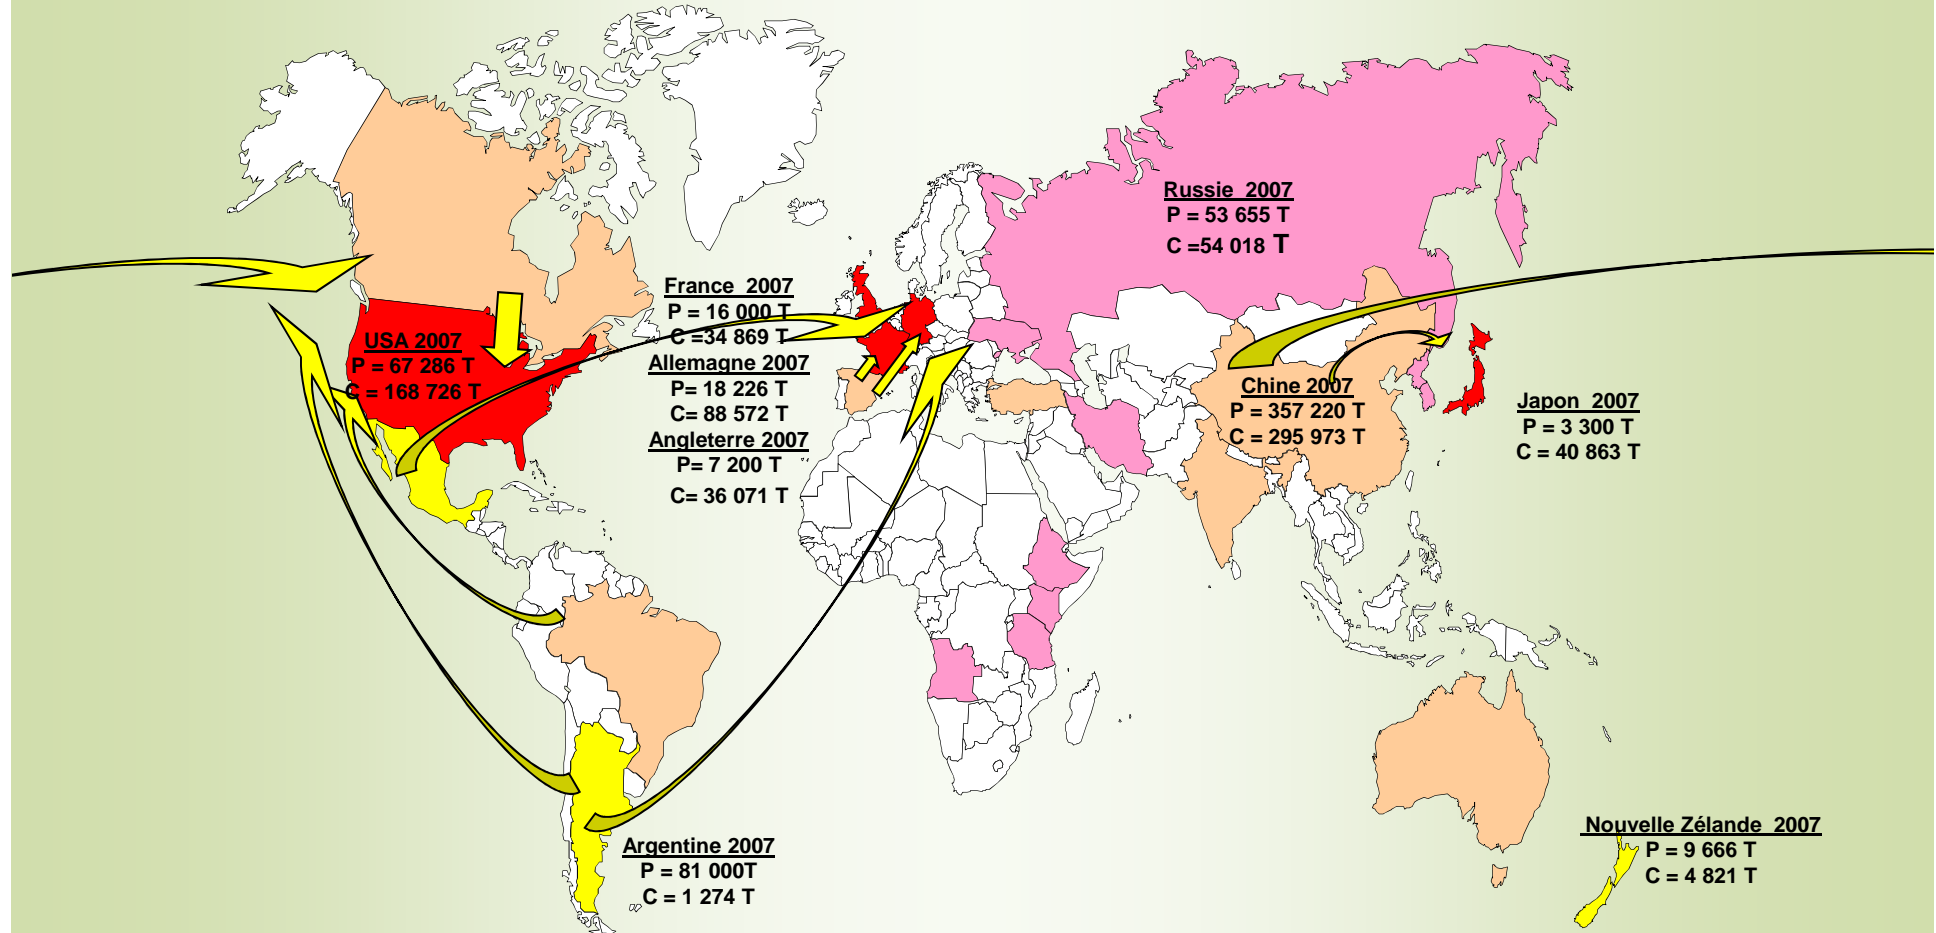 Russie  2007
P = 53 655 T
C =54 018 T
France  2007
P = 16 000 T
C =34 869 T
Allemagne 2007
P= 18 226 T
C= 88 572 T
Angleterre 2007
P= 7 200 T
C= 36 071 T
USA 2007
P = 67 286 T
C = 168 726 T
Chine 2007
P = 357 220 T
C = 295 973 T
Japon  2007
P = 3 300 T
C = 40 863 T
Argentine 2007
P = 81 000T
C = 1 274 T
Nouvelle Zélande  2007
P = 9 666 T
C = 4 821 T